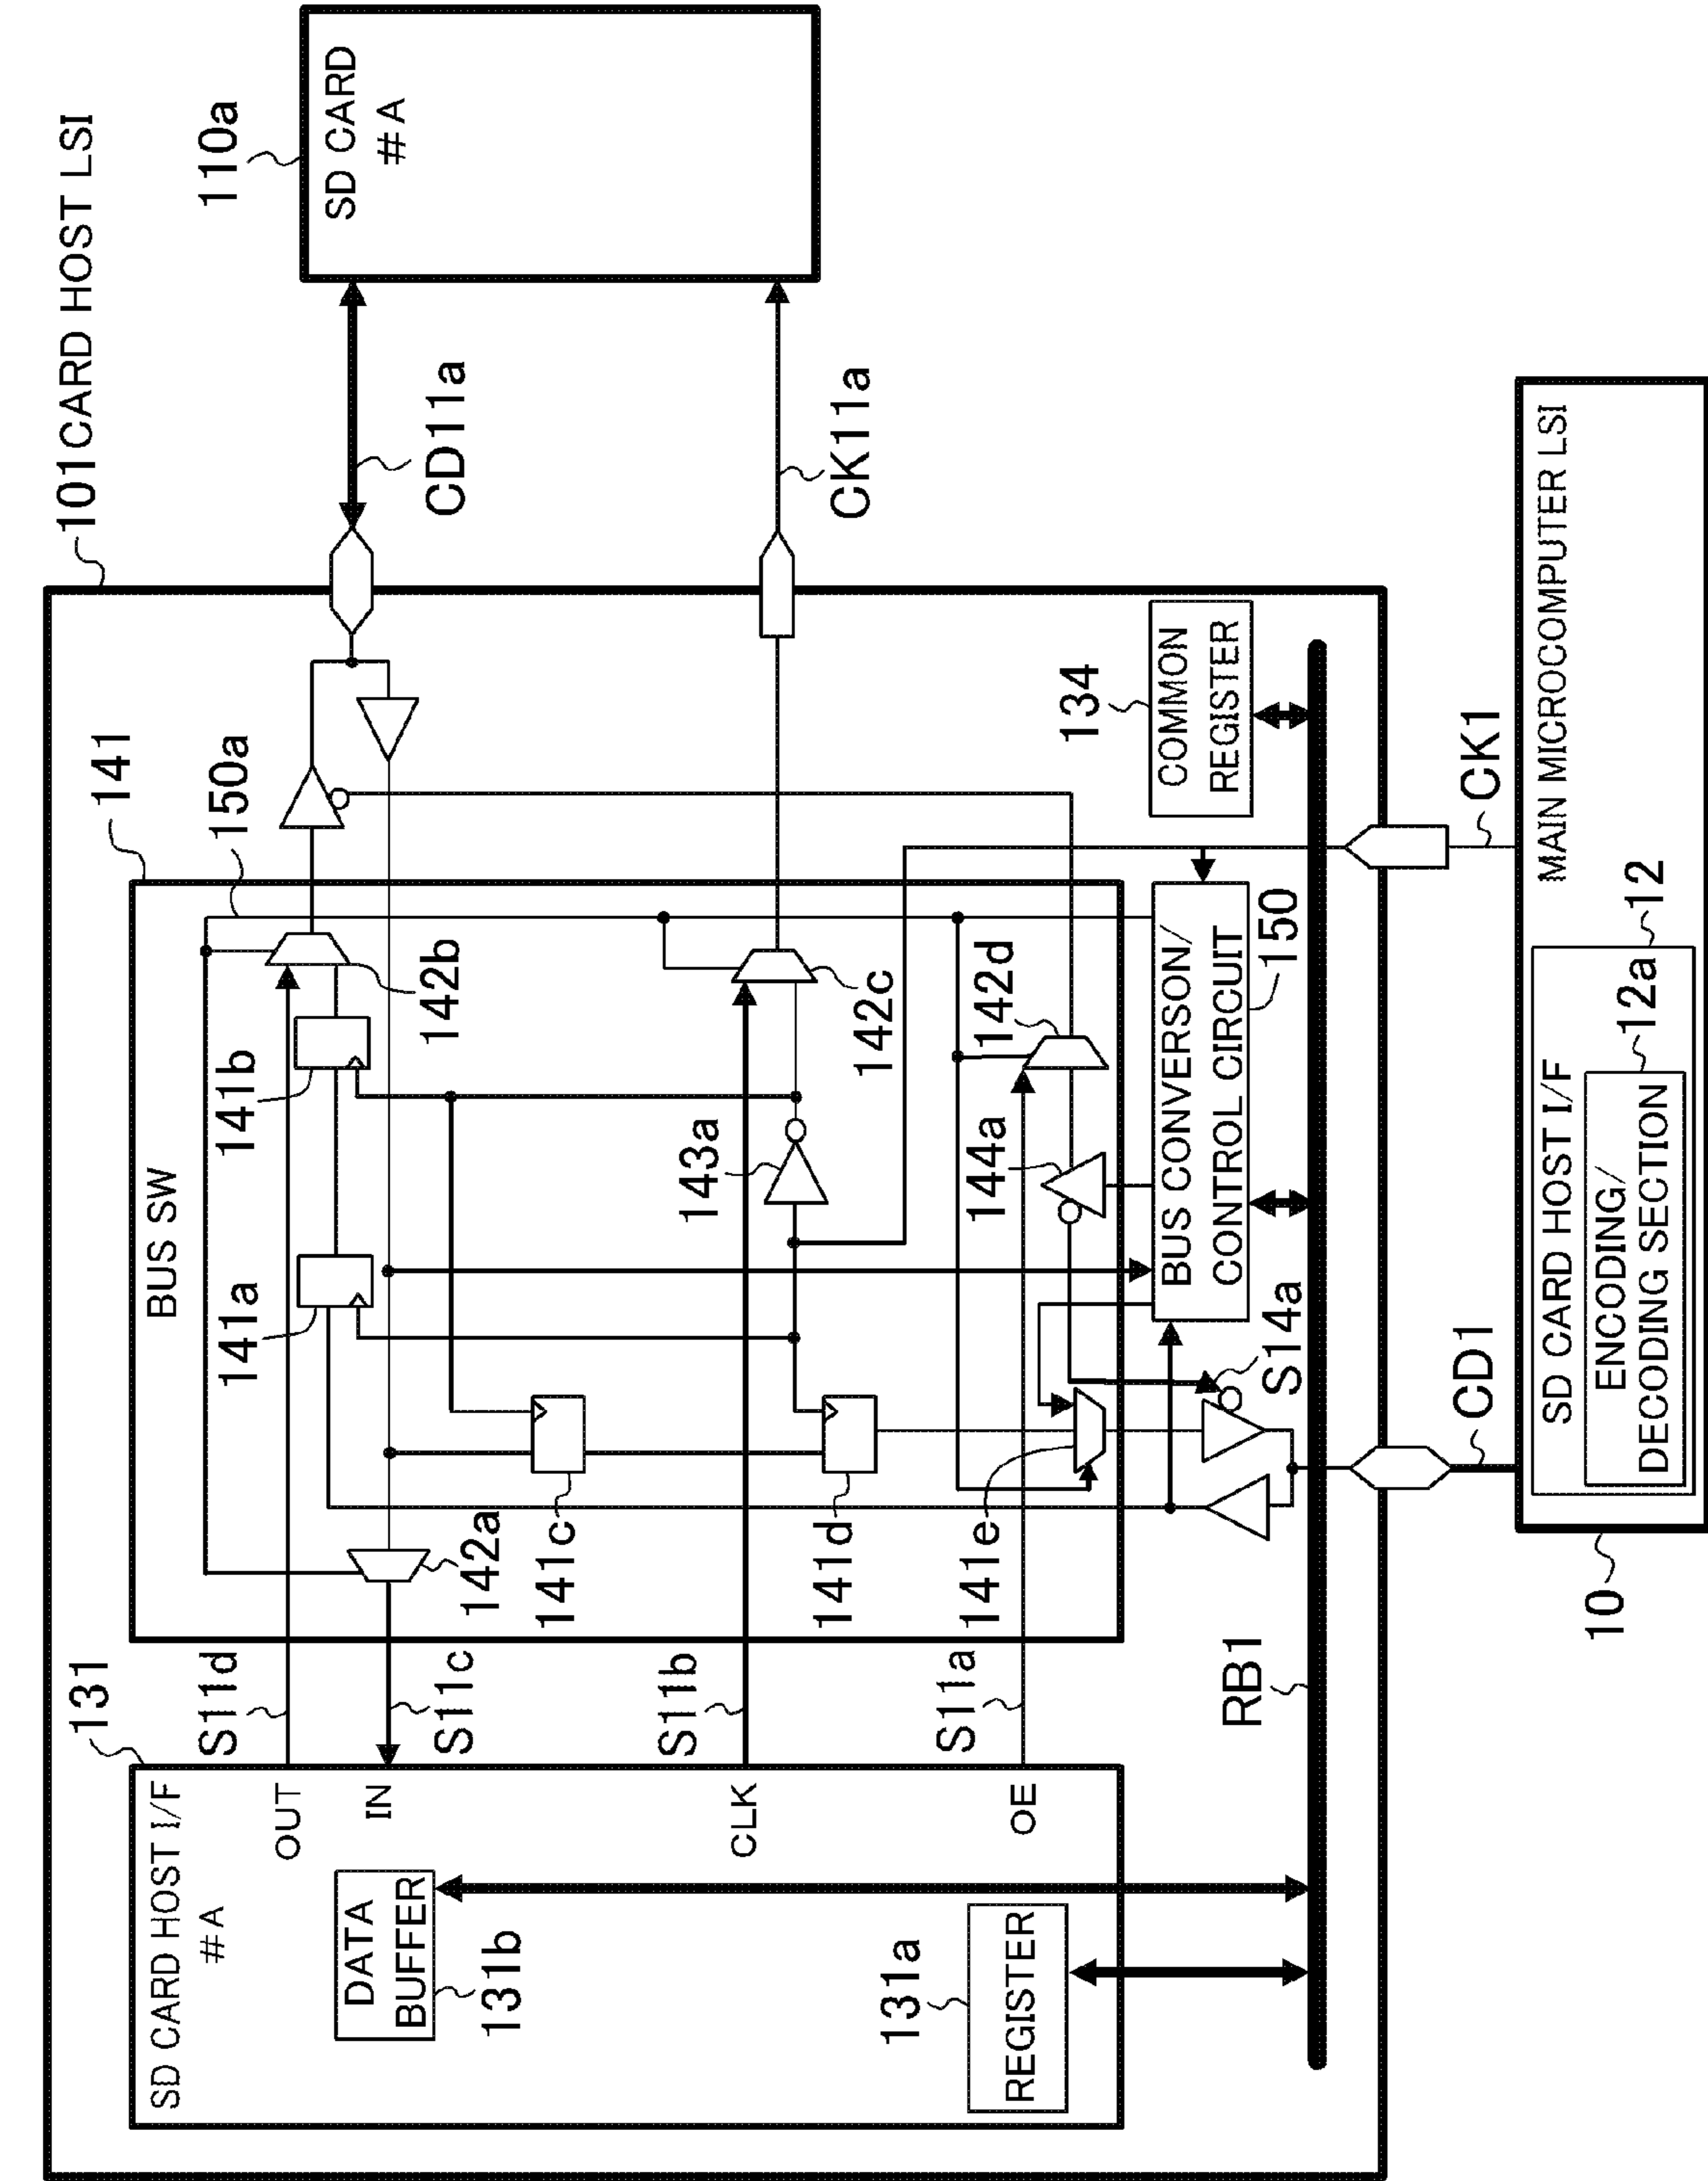 101CARD HOST LSI
131
SD CARD HOST I/F
#A
OUT
IN
CLK
OE
DATA
BUFFER
131b
131a
REGISTER
S11d
S11c
S11b
S11a
141
BUS SW
150a
141a
141b
142b
142a
141c
141d
141e
143a
142c
144a
142d
BUS CONVERSON/
CONTROL CIRCUIT
150
S14a
134
COMMON
REGISTER
RB1
110a
SD CARD
#A
CD11a
CK11a
CD1
CK1
10
MAIN MICROCOMPUTER LSI
SD CARD HOST I/F
12
ENCODING/
DECODING SECTION
12a